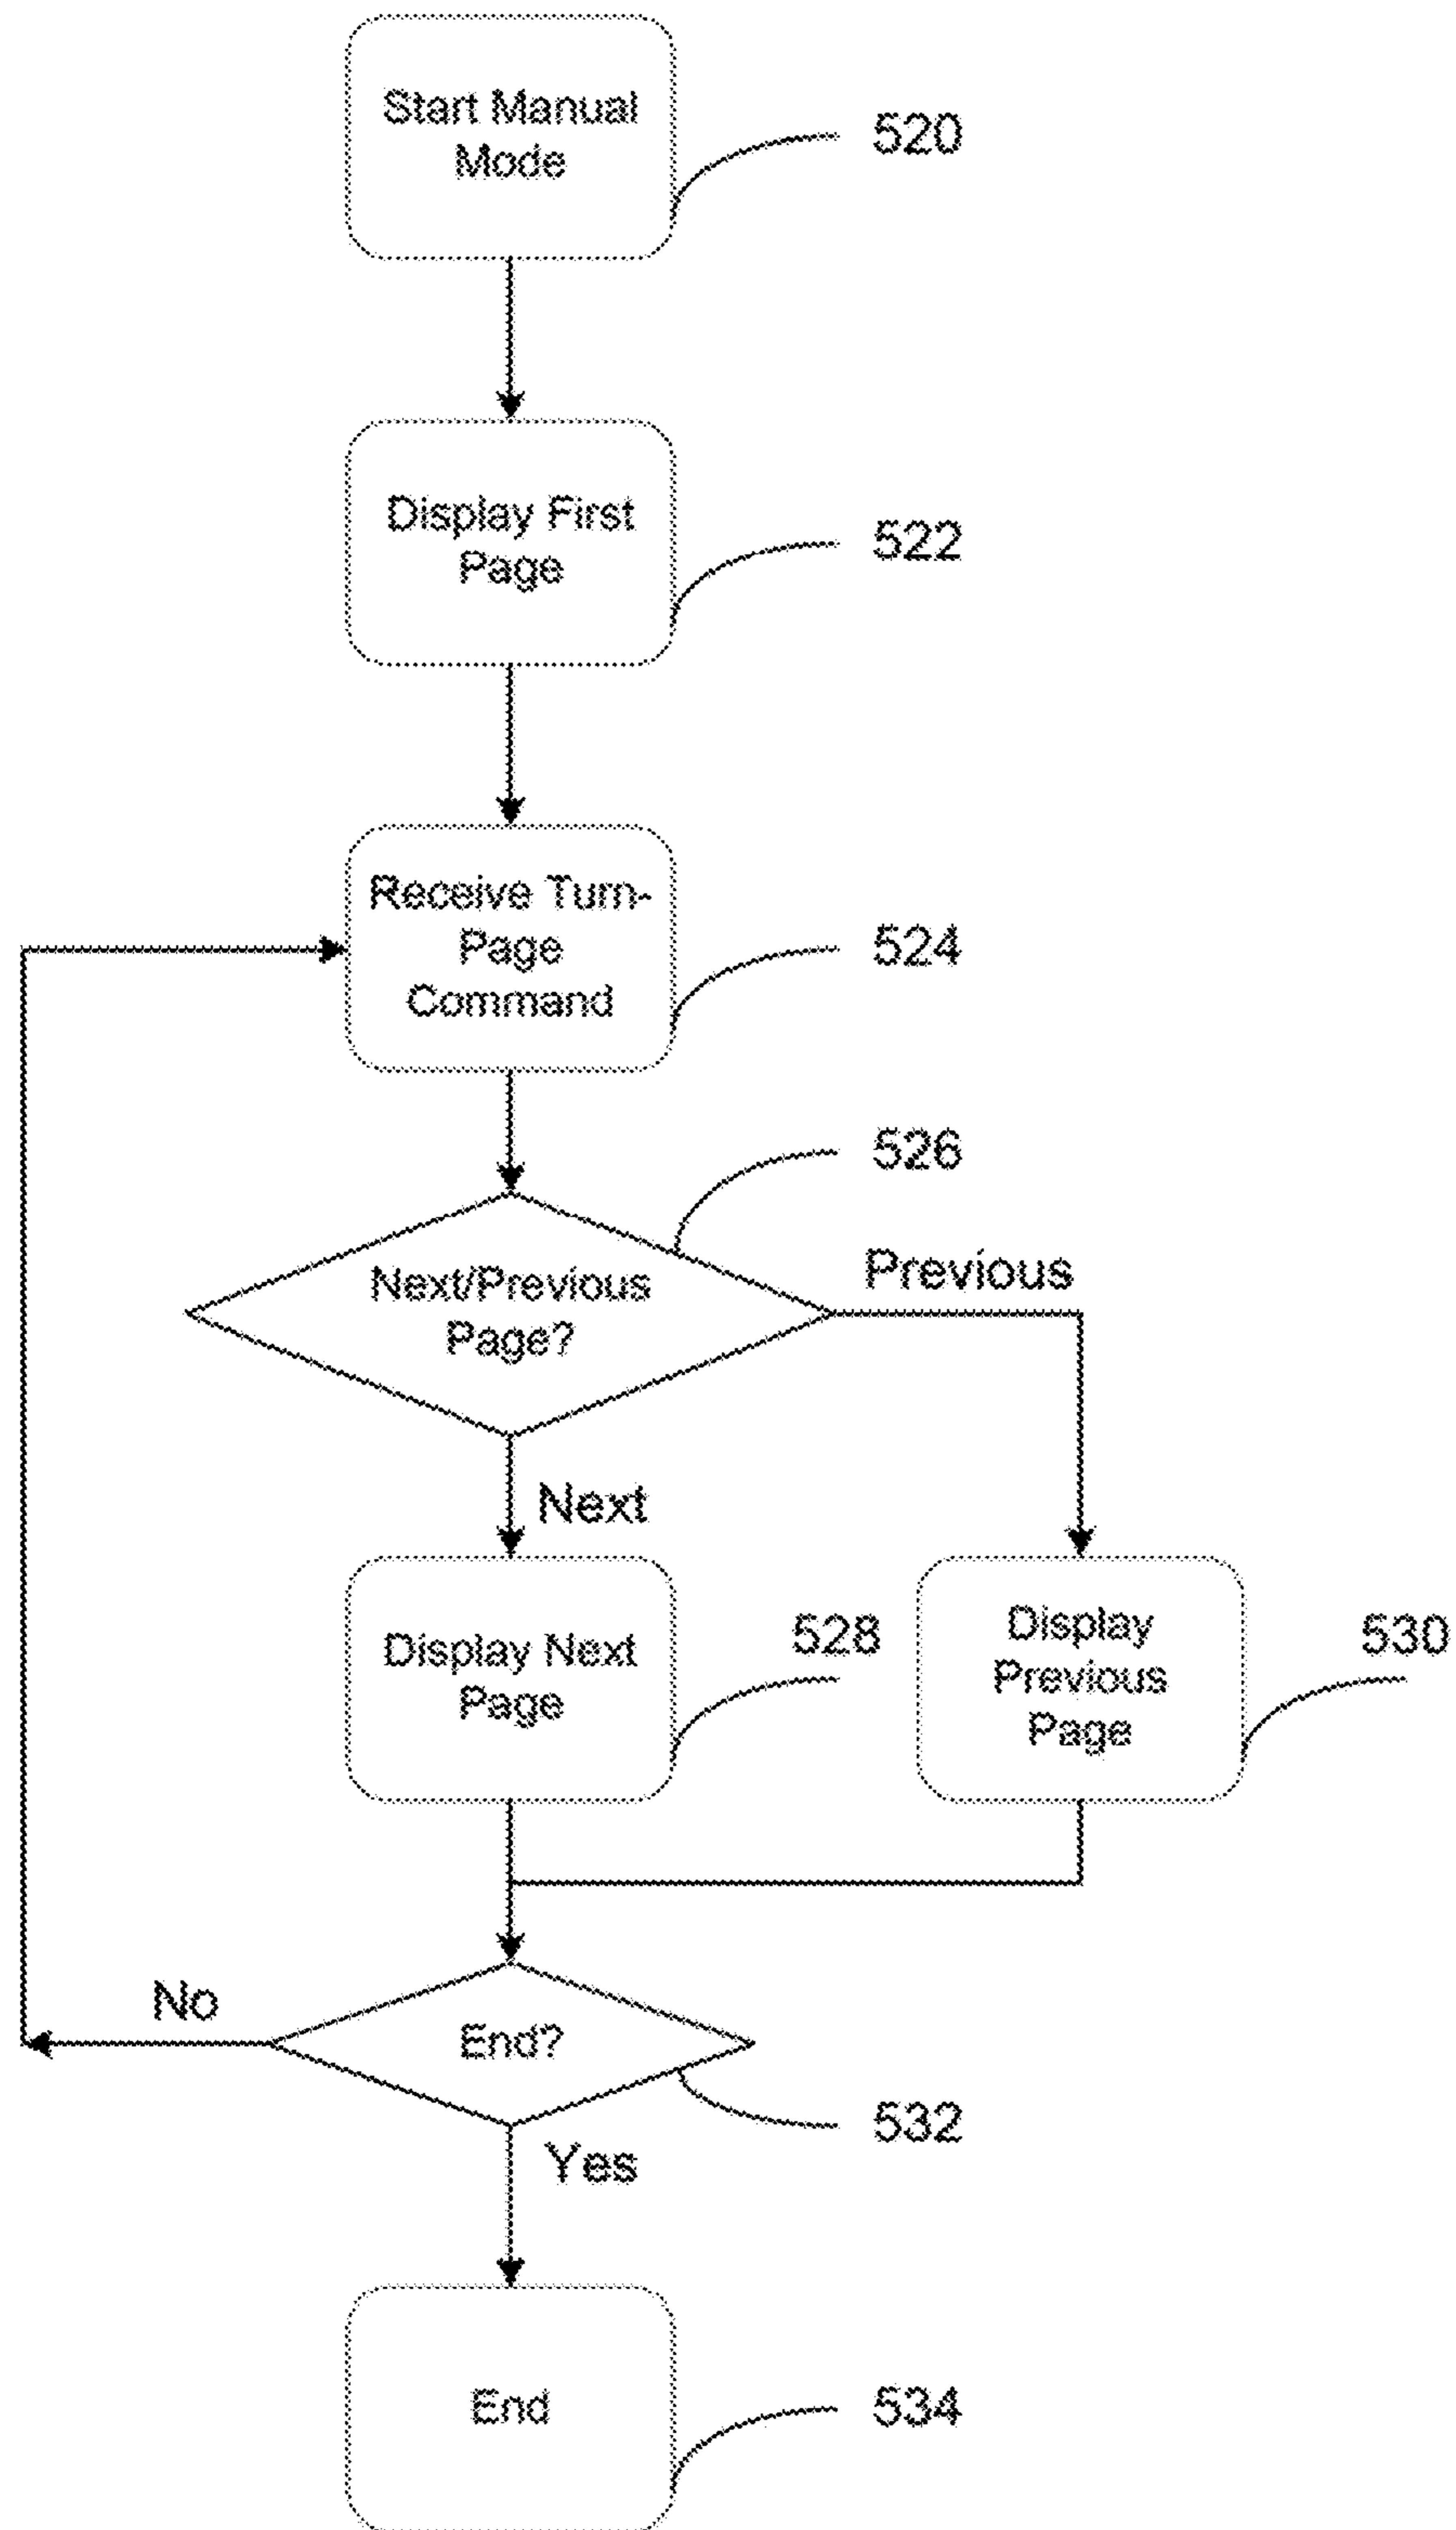 Start Manual
Mode
520
Display First
Page
522
Receive Turn-
Page
Command
524
526
Next/Previous
Page?
Previous
Next
Display Next
Page
528
Display
Previous
Page
530
No
End?
532
Yes
End
534